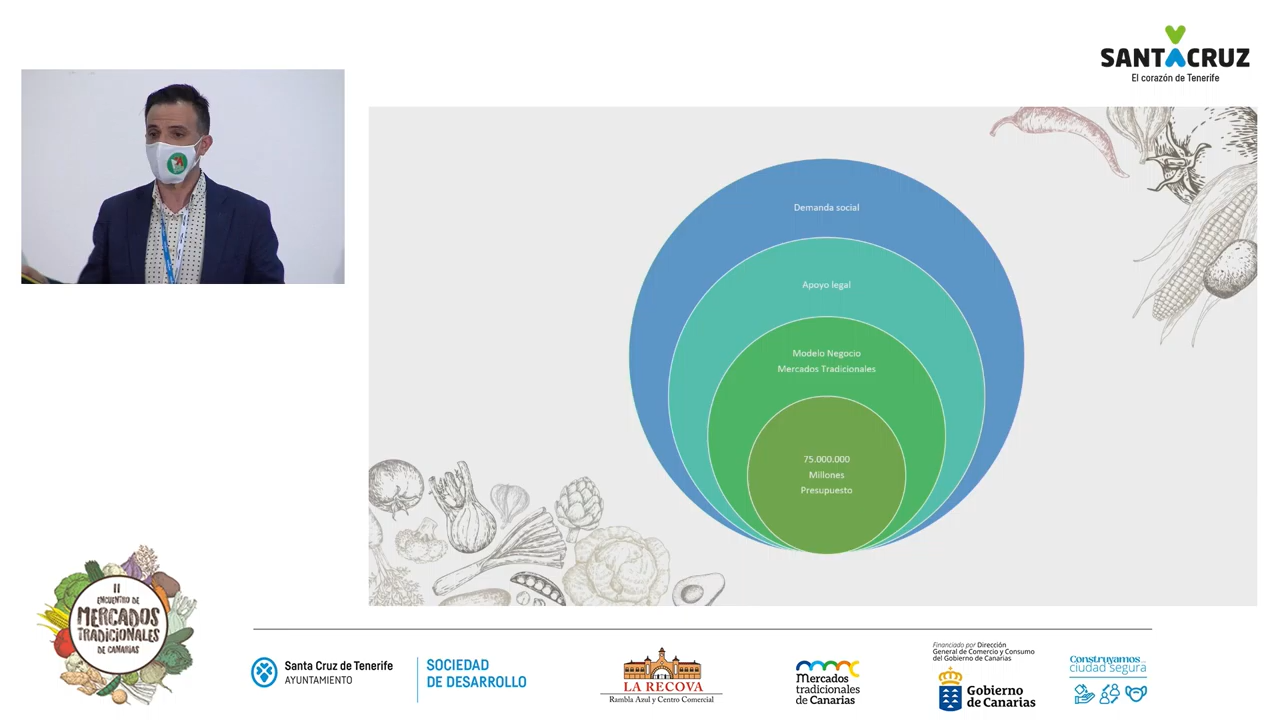 SANTACRUZ
El corazón de Tenerife
Demanda social
Apoyo legal
Modelo Negocio
Mercados Tradicionales
75.000.000
Millones
Presupuesto
II
ENCUENTRO DE
MERCADOS
TRADICIONALES
DE CANARIAS
Santa Cruz de Tenerife
AYUNTAMIENTO
SOCIEDAD
DE DESARROLLO
LA RECOVA
Rambla Azul y Centro Comercial
Mercados
tradicionales
de Canarias
Financiado por Dirección
General de Comercio y Consumo
del Gobierno de Canarias
Gobierno
de Canarias
Construyamos
ciudad segura